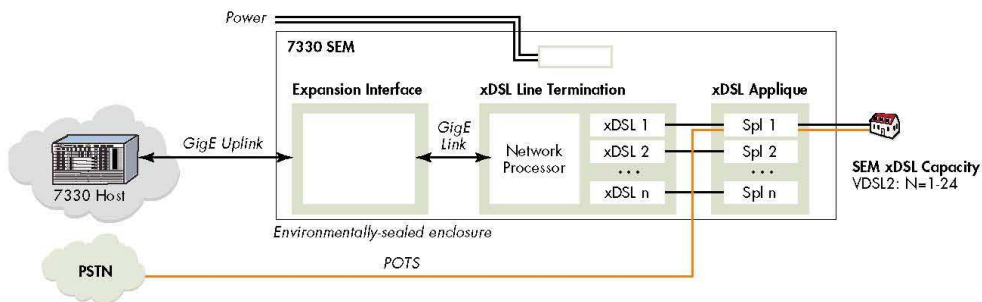 Power
7330 SEM
Expansion Interface
xDSL Line Termination
xDSL Applique
GigE Uplink
GigE
Link
Network
Processor
xDSL 1
xDSL 2
...
xDSL n
Spl 1
Spl 2
...
Spl n
7330 Host
SEM xDSL Capacity
VDSL2: N=1-24
Environmentally-sealed enclosure
PSTN
POTS